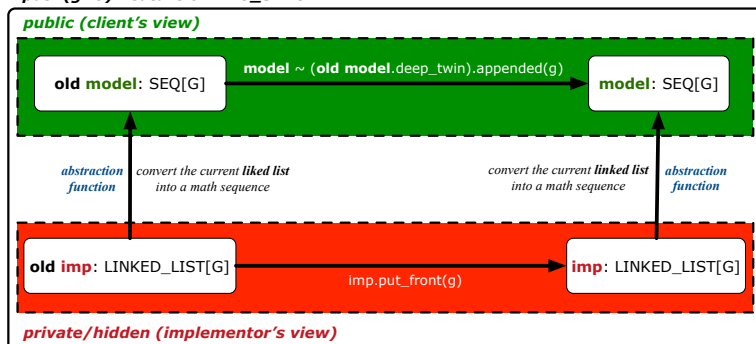 public (client's view)
model ~ (old model.deep_twin).appended(g)
old model: SEQ[G]
model: SEQ[G]
abstraction
function
convert the current liked list
into a math sequence
convert the current linked list
into a math sequence
abstraction
function
old imp: LINKED_LIST[G]
imp.put_front(g)
imp: LINKED_LIST[G]
private/hidden (implementor's view)